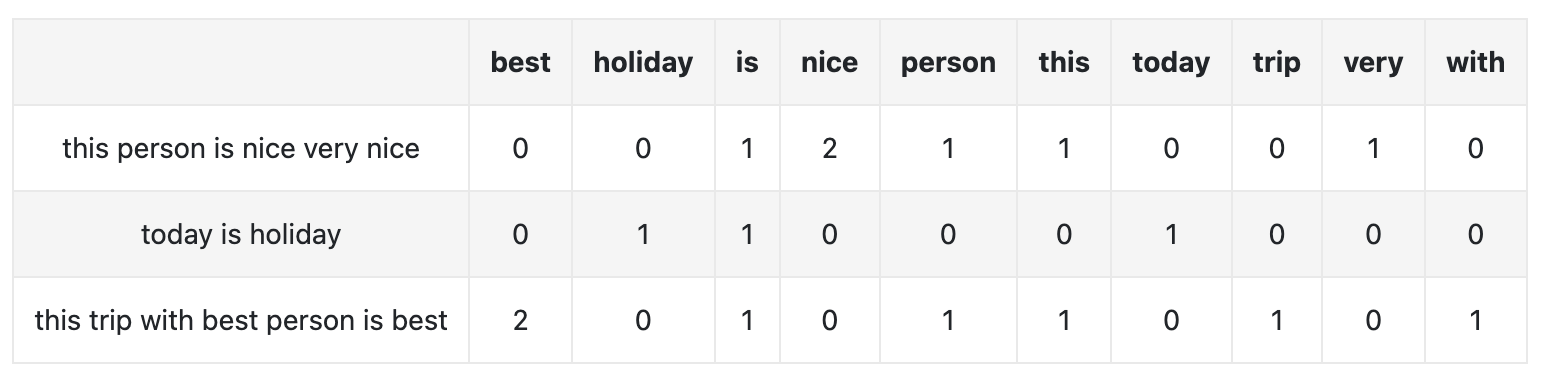 best holiday is nice person this today trip very with
this person is nice very nice 0 0 1 2 1 1 0 0 1 0
today is holiday 0 1 1 0 0 0 1 0 0 0
this trip with best person is best 2 0 1 0 1 1 0 1 0 1